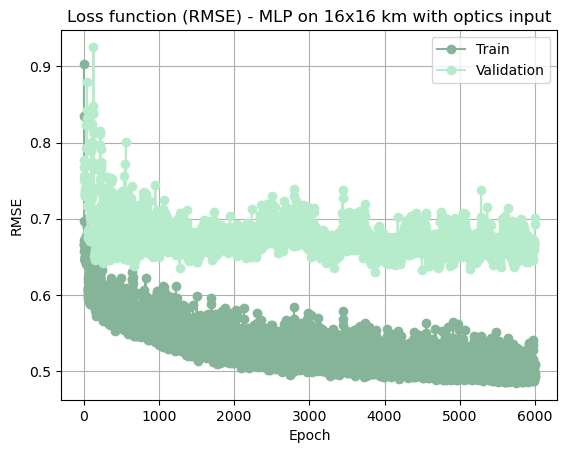 Loss function (RMSE) - MLP on 16x16 km with optics input
Train
Validation
0.9
0.8
0.7
0.6
0.5
RMSE
0 1000 2000 3000 4000 5000 6000
Epoch